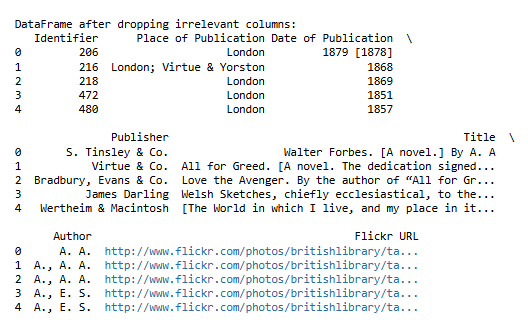 DataFrame after dropping irrelevant columns:
Identifier Place of Publication Date of Publication \
0 206 London 1879 [1878]
1 216 London; Virtue & Yorston 1868
2 218 London 1869
3 472 London 1851
4 480 London 1857
Publisher Title \
0 S. Tinsley & Co. Walter Forbes. [A novel.] By A. A
1 Virtue & Co. All for Greed. [A novel. The dedication signed...
2 Bradbury, Evans & Co. Love the Avenger. By the author of “All for Gr...
3 James Darling Welsh Sketches, chiefly ecclesiastical, to the...
4 Wertheim & Macintosh [The World in which I live, and my place in it...
Author Flickr URL
0 A. A. http://www.flickr.com/photos/britishlibrary/ta...
1 A., A. A. http://www.flickr.com/photos/britishlibrary/ta...
2 A., A. A. http://www.flickr.com/photos/britishlibrary/ta...
3 A., E. S. http://www.flickr.com/photos/britishlibrary/ta...
4 A., E. S. http://www.flickr.com/photos/britishlibrary/ta...